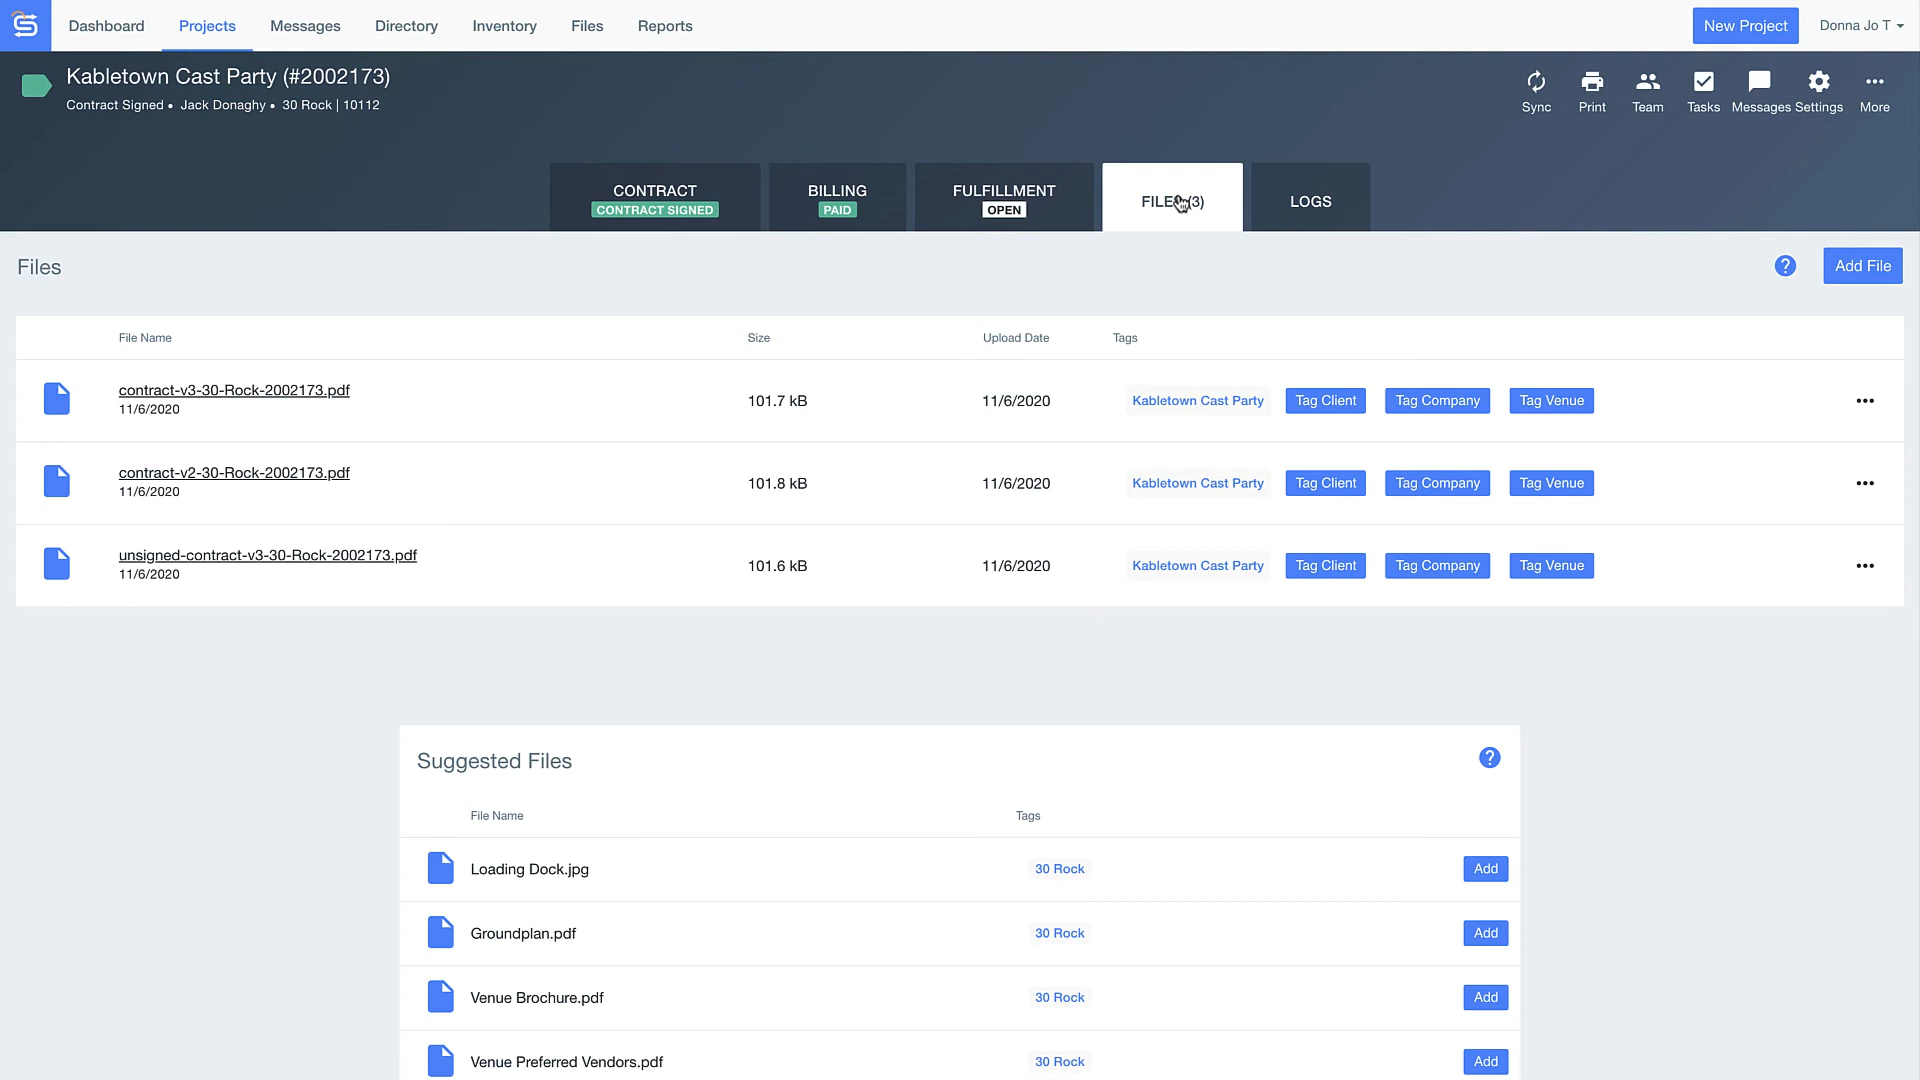 Dashboard Projects Messages Directory Inventory Files Reports New Project Donna Jo T
Kabletown Cast Party (#2002173)
Contract Signed • Jack Donaghy • 30 Rock | 10112
Sync Print Team Tasks Messages Settings More
CONTRACT BILLING FULFILLMENT (3) LOGS
CONTRACT SIGNED PAID OPEN
Files ? Add File
File Name Size Upload Date Tags
contract-v3-30-Rock-2002173.pdf
11/6/2020
101.7 kB 11/6/2020 Kabletown Cast Party Tag Client Tag Company Tag Venue
contract-v2-30-Rock-2002173.pdf
11/6/2020
101.8 kB 11/6/2020 Kabletown Cast Party Tag Client Tag Company Tag Venue
unsigned-contract-v3-30-Rock-2002173.pdf
11/6/2020
101.6 kB 11/6/2020 Kabletown Cast Party Tag Client Tag Company Tag Venue
Suggested Files ?
File Name Tags
Loading Dock.jpg 30 Rock Add
Groundplan.pdf 30 Rock Add
Venue Brochure.pdf 30 Rock Add
Venue Preferred Vendors.pdf 30 Rock Add